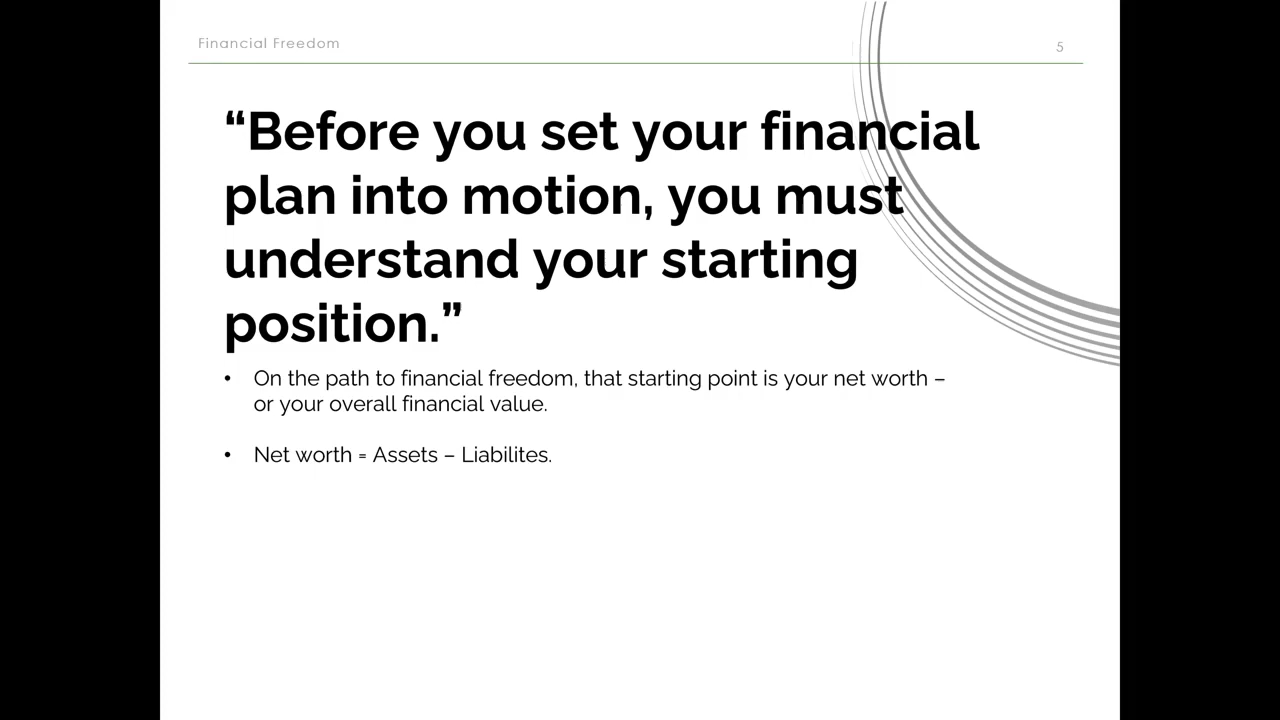 Financial Freedom
5
“Before you set your financial
plan into motion, you must
understand your starting
position.”
• On the path to financial freedom, that starting point is your net worth –
or your overall financial value.
• Net worth = Assets – Liabilites.